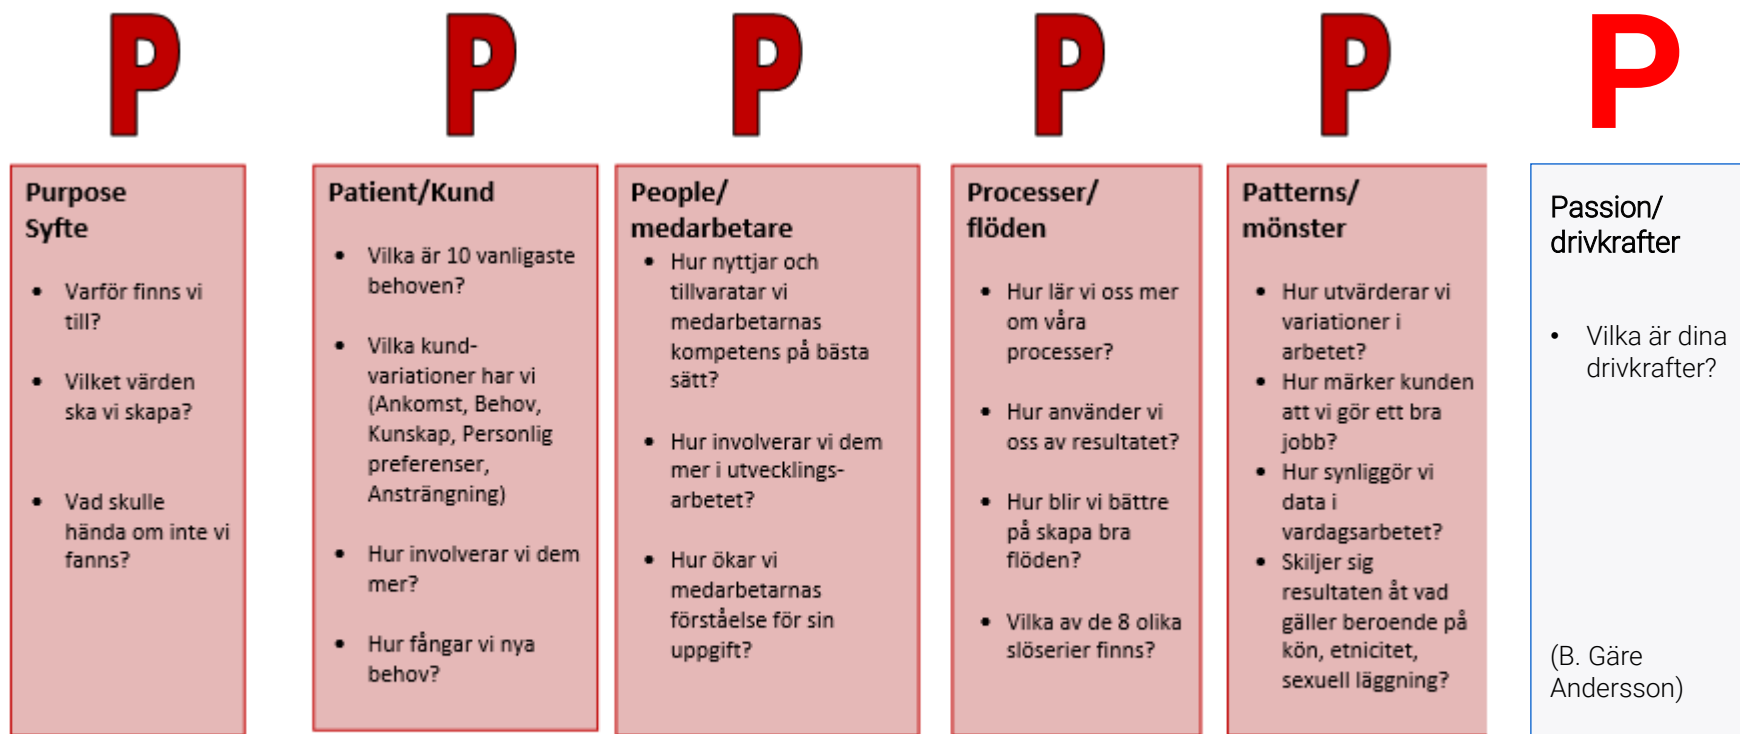 P
P
P
P
P
P
Purpose
Syfte
• Varför finns vi
till?
• Vilket värden
ska vi skapa?
• Vad skulle
hända om inte vi
fanns?
Patient/Kund
• Vilka är 10 vanligaste
behoven?
• Vilka kund-
variationer har vi
(Ankomst, Behov,
Kunskap, Personlig
preferenser,
Ansträngning)
• Hur involverar vi dem
mer?
• Hur fångar vi nya
behov?
People/
medarbetare
• Hur nyttjar och
tillvaratar vi
medarbetarnas
kompetens på bästa
sätt?
• Hur involverar vi dem
mer i utvecklings-
arbetet?
• Hur ökar vi
medarbetarnas
förståelse för sin
uppgift?
Processer/
flöden
• Hur lär vi oss mer
om våra
processer?
• Hur använder vi
oss av resultatet?
• Hur blir vi bättre
på skapa bra
flöden?
• Vilka av de 8 olika
slöserier finns?
Patterns/
mönster
• Hur utvärderar vi
variationer i
arbetet?
• Hur märker kunden
att vi gör ett bra
jobb?
• Hur synliggör vi
data i
vardagsarbetet?
• Skiljer sig
resultaten åt vad
gäller beroende på
kön, etnicitet,
sexuell läggning?
Passion/
drivkrafter
• Vilka är dina
drivkrafter?
(B. Gäre
Andersson)